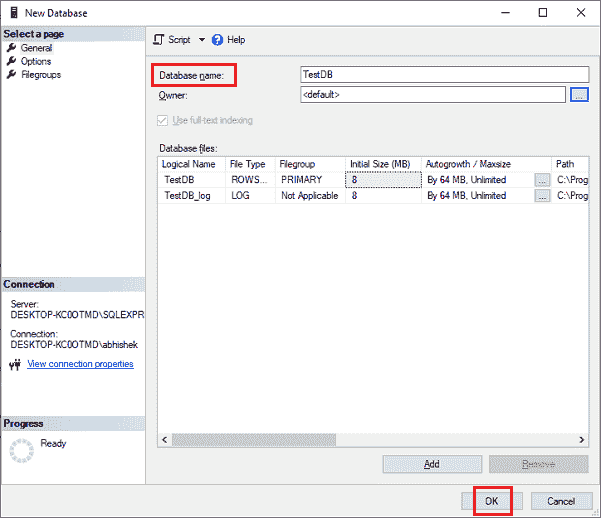 New Database
Select a page
General
Options
Filegroups
Script
Help
Database name: TestDB
Owner: <default> ...
Use full-text indexing
Database files:
Logical Name File Type Filegroup Initial Size (MB) Autogrowth / Maxsize Path
TestDB ROWS... PRIMARY 8 By 64 MB, Unlimited ... C:\Prog
TestDB_log LOG Not Applicable 8 By 64 MB, Unlimited ... C:\Prog
Connection
Server:
DESKTOP-KC0OTMD\SQLEXPR
Connection:
DESKTOP-KC0OTMD\abhishek
View connection properties
Progress
Ready
Add Remove
OK Cancel